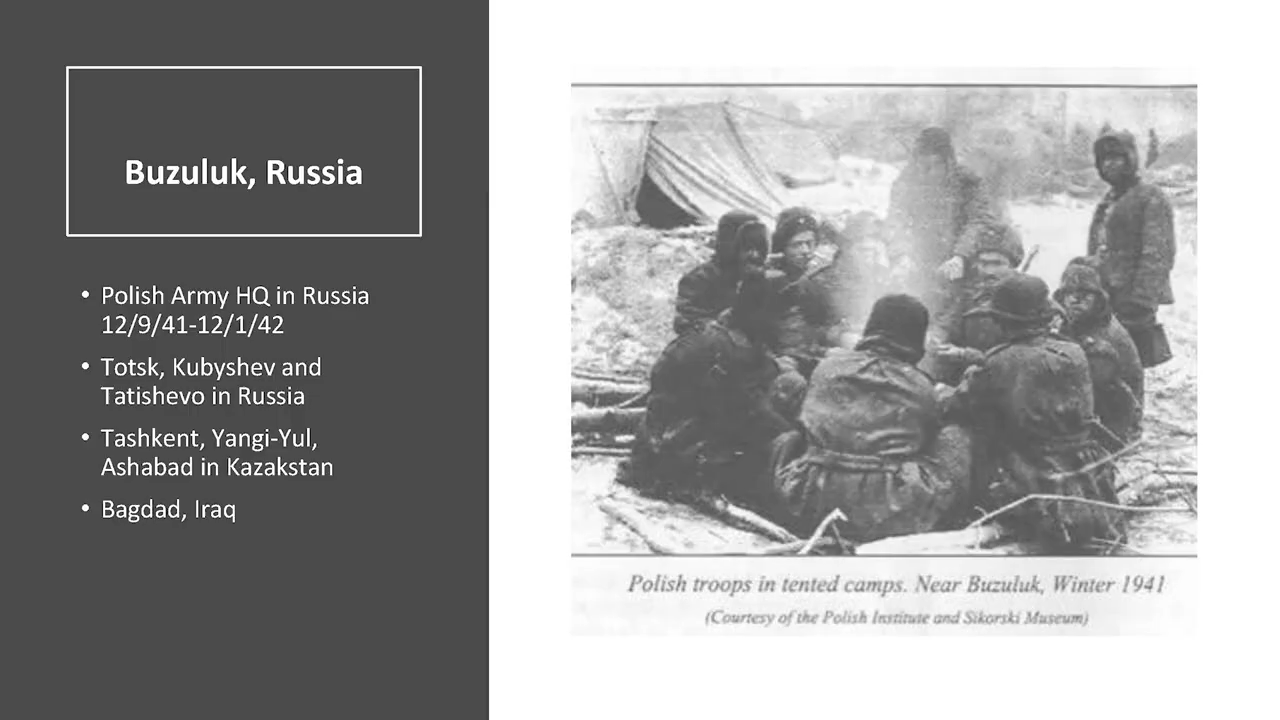 Buzuluk, Russia
• Polish Army HQ in Russia
12/9/41-12/1/42
• Totsk, Kubyshev and
Tatishevo in Russia
• Tashkent, Yangi-Yul,
Ashabad in Kazakstan
• Bagdad, Iraq
Polish troops in tented camps. Near Buzuluk, Winter 1941
(Courtesy of the Polish Institute and Sikorski Museum)